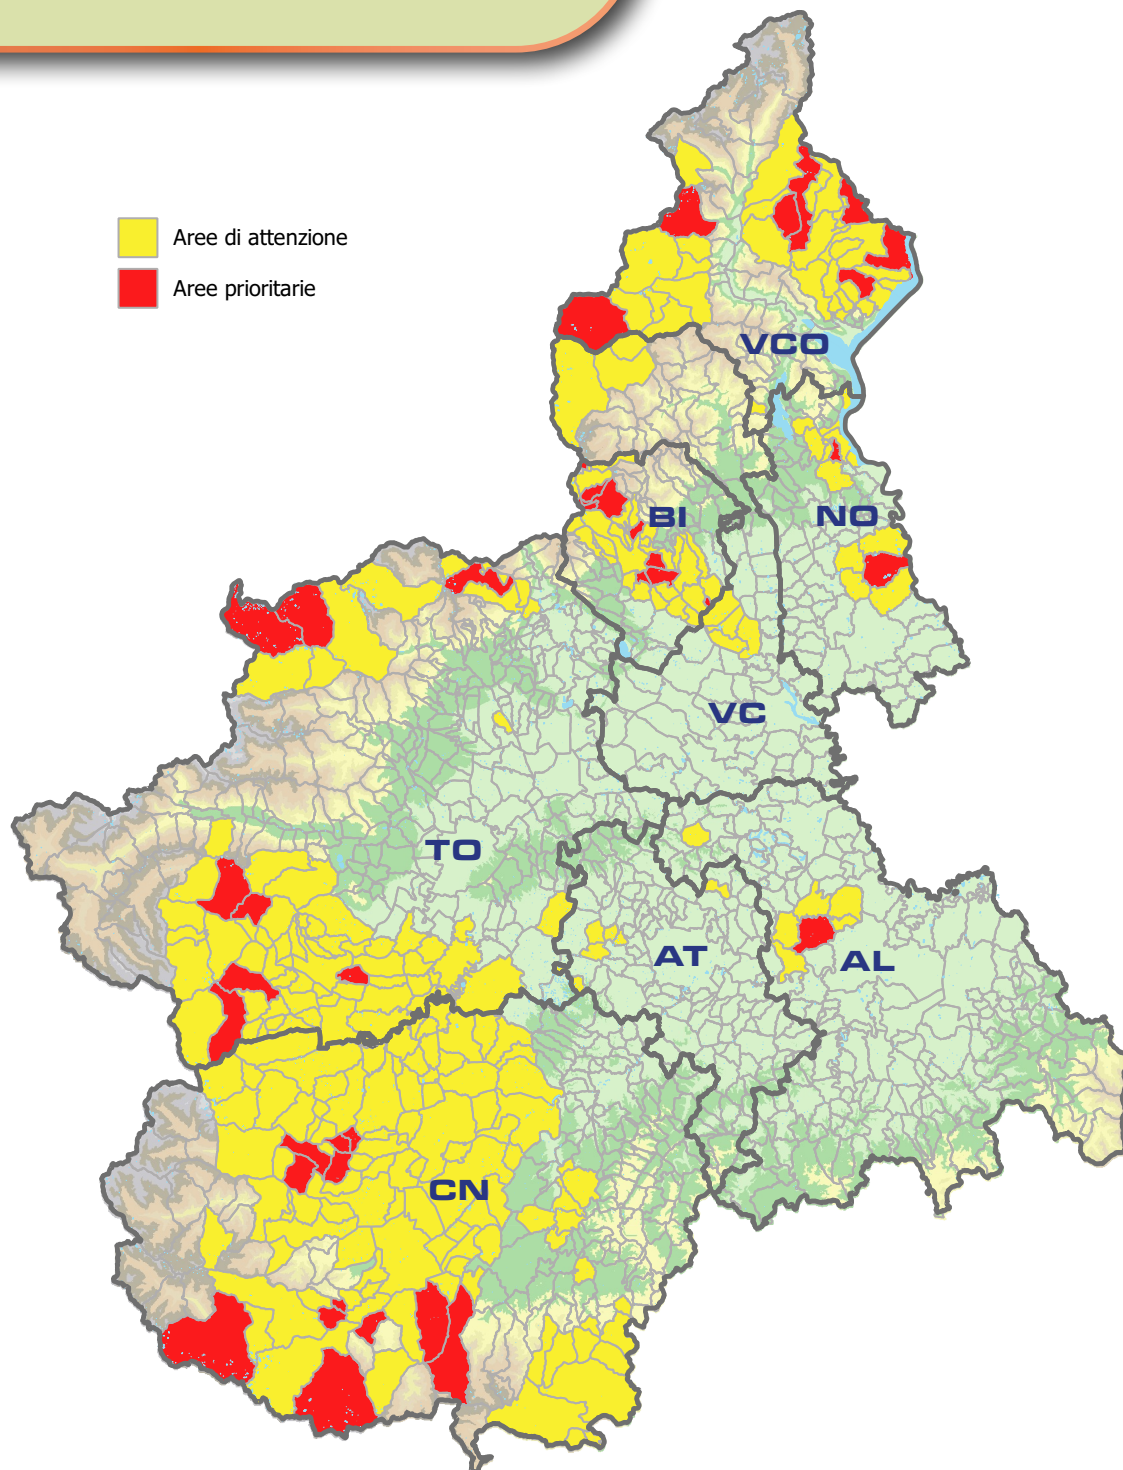 Aree di attenzione
Aree prioritarie
VCO
BI
NO
VC
TO
AT
AL
CN